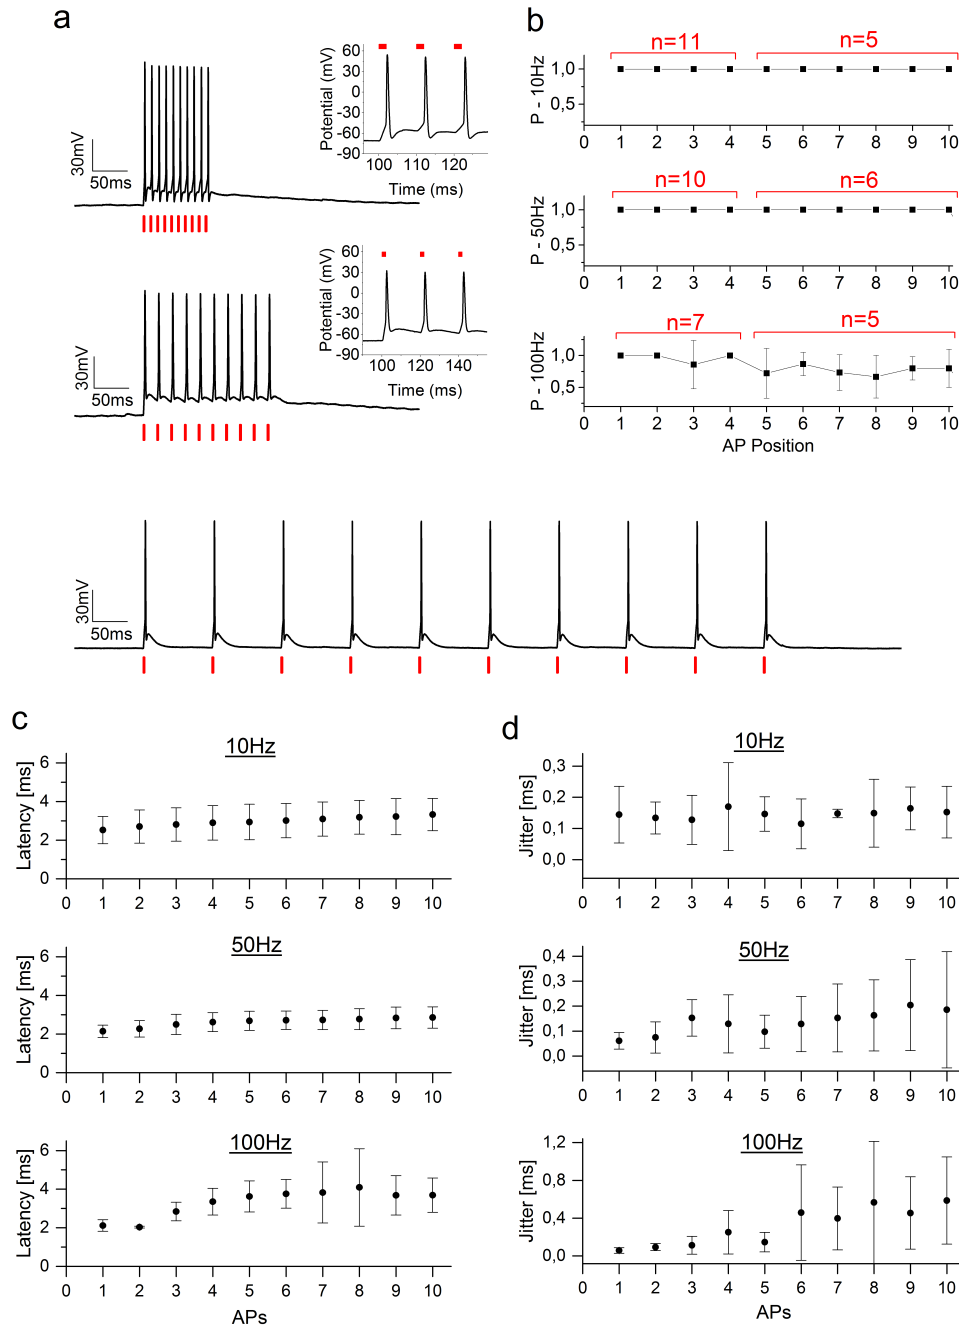 a
30mV
50ms
Potential (mV)
60
30
0
-30
-60
-90
100 110 120
Time (ms)
30mV
50ms
Potential (mV)
60
30
0
-30
-60
-90
100 120 140
Time (ms)
30mV
50ms
b
n=11 n=5
P - 10Hz
1,0
0,5
0 1 2 3 4 5 6 7 8 9 10
n=10 n=6
P - 50Hz
1,0
0,5
0 1 2 3 4 5 6 7 8 9 10
n=7 n=5
P - 100Hz
1,0
0,5
0 1 2 3 4 5 6 7 8 9 10
AP Position
c
10Hz
Latency [ms]
6
4
2
0
0 1 2 3 4 5 6 7 8 9 10
50Hz
Latency [ms]
6
4
2
0
0 1 2 3 4 5 6 7 8 9 10
100Hz
Latency [ms]
6
4
2
0
0 1 2 3 4 5 6 7 8 9 10
APs
d
10Hz
Jitter [ms]
0,3
0,2
0,1
0,0
0 1 2 3 4 5 6 7 8 9 10
50Hz
Jitter [ms]
0,4
0,3
0,2
0,1
0,0
0 1 2 3 4 5 6 7 8 9 10
100Hz
Jitter [ms]
1,2
0,8
0,4
0,0
0 1 2 3 4 5 6 7 8 9 10
APs